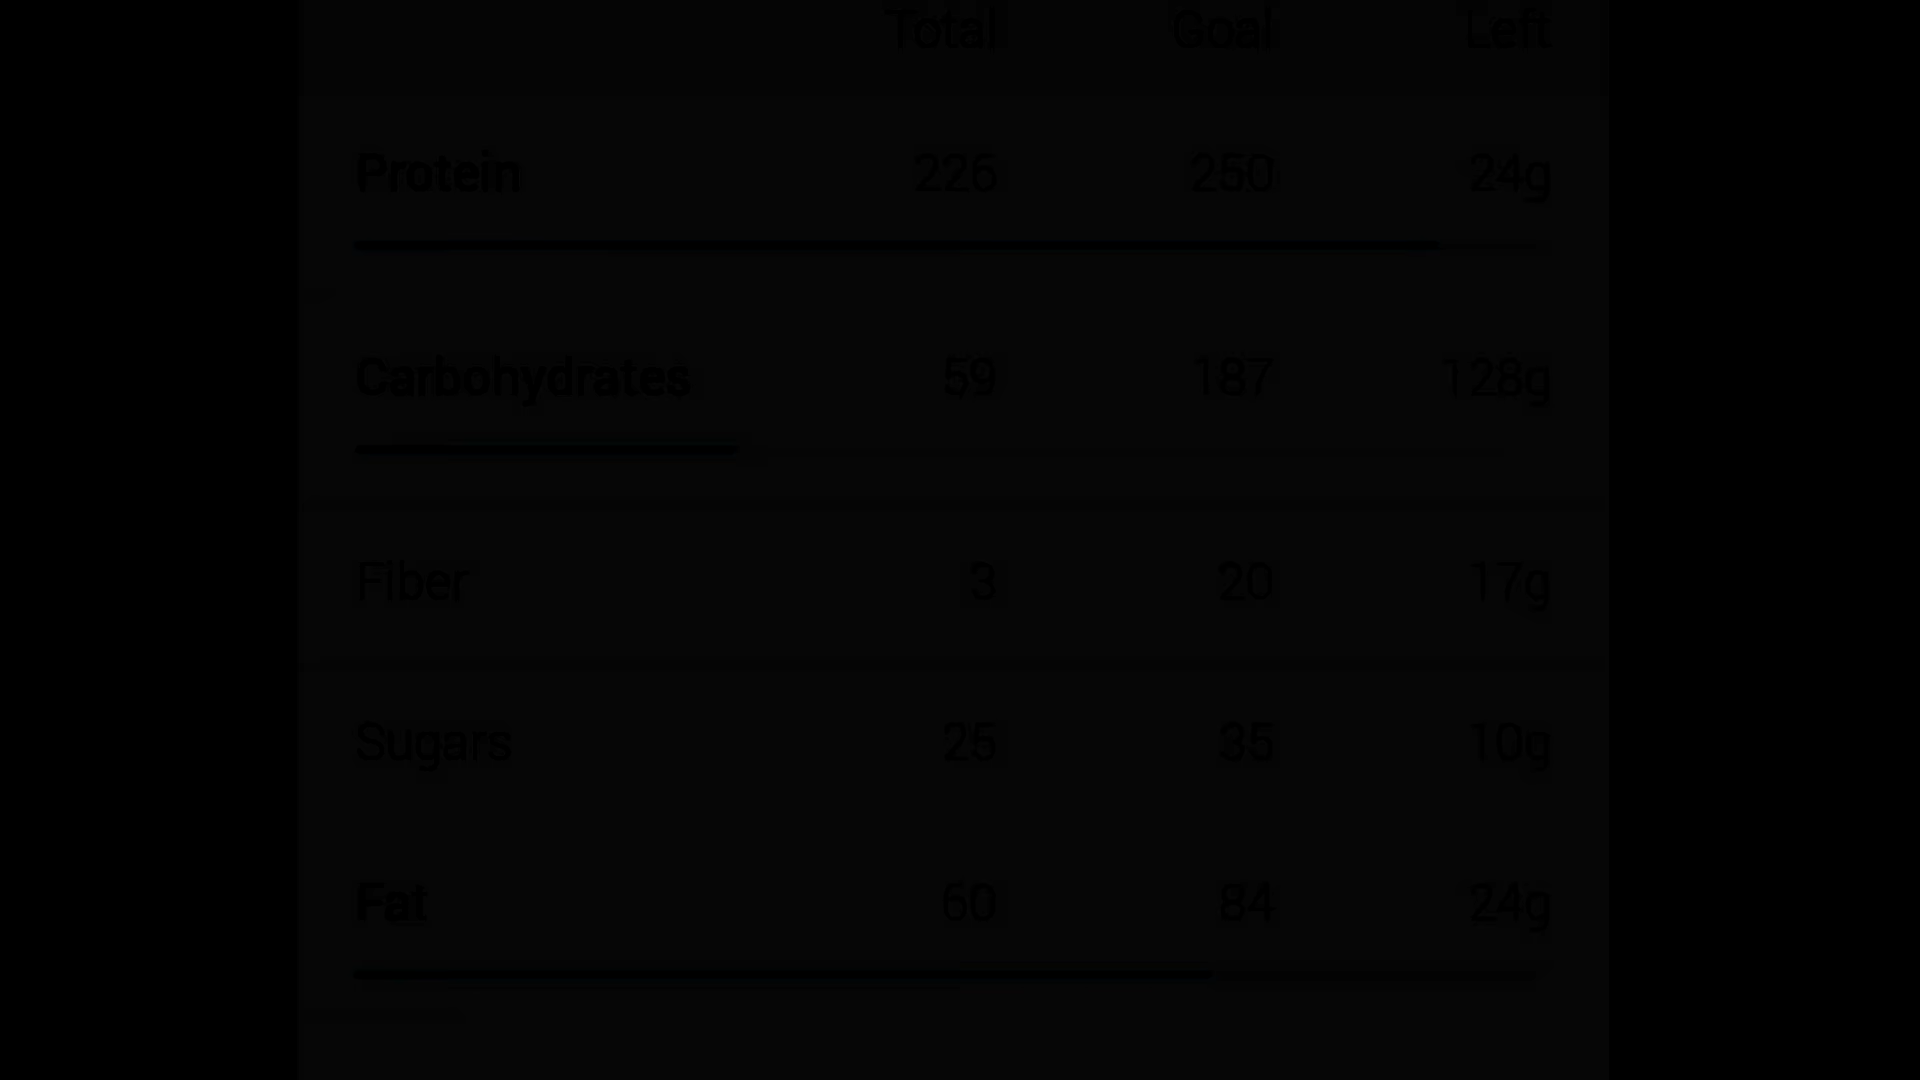 Total Goal Left
Protein 226 250 24g
Carbohydrates 59 187 128g
Fiber 3 20 17g
Sugars 25 35 10g
Fat 60 84 24g